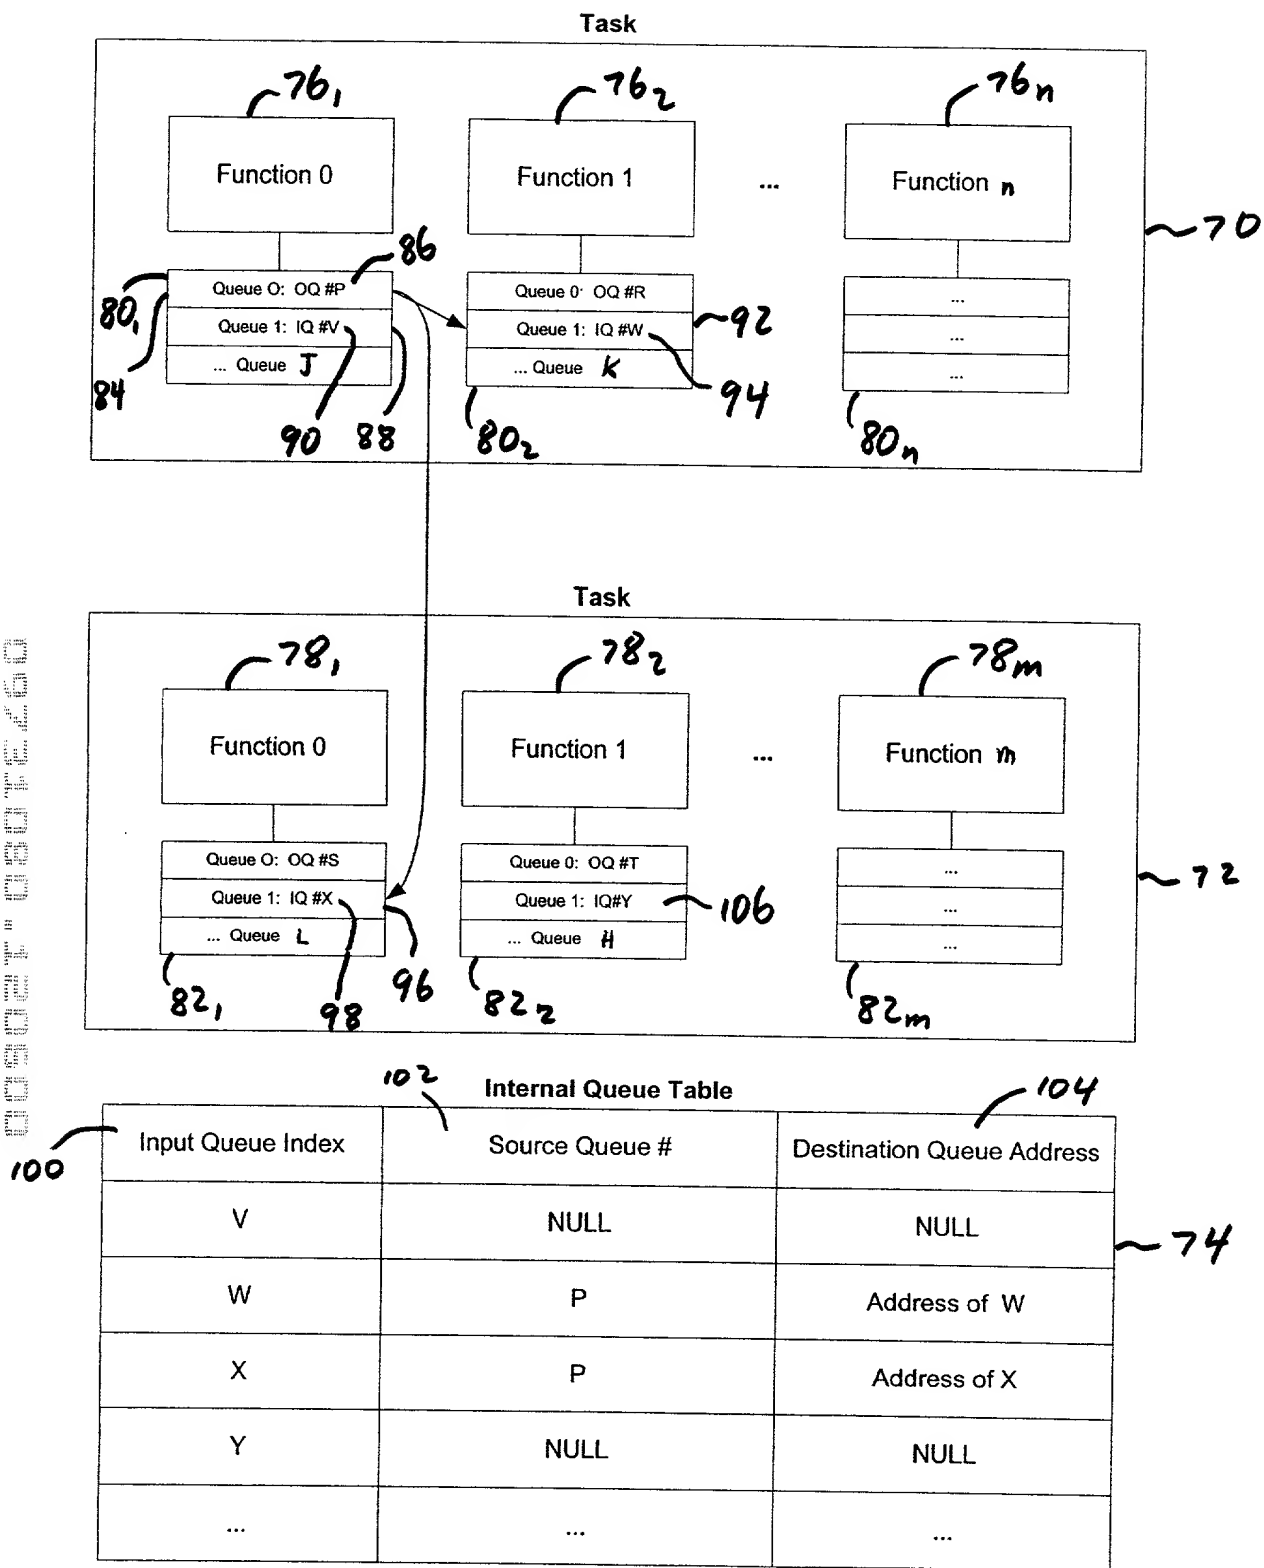 Task
76₁ 76₂ 76ₙ
Function 0 Function 1 ... Function n
70
86
80₁ Queue O: OQ #P Queue 0: OQ #R ...
Queue 1: IQ #V Queue 1: IQ #W 92 ...
84 ... Queue J ... Queue K 94 ...
90 88 80₂ 80ₙ
Task
78₁ 78₂ 78ₘ
Function 0 Function 1 ... Function m
Queue O: OQ #S Queue 0: OQ #T ...
72
Queue 1: IQ #X Queue 1: IQ#Y 106 ...
... Queue L ... Queue H ...
82₁ 98 96 82₂ 82ₘ
102 Internal Queue Table 104
100 Input Queue Index Source Queue # Destination Queue Address
V NULL NULL
74
W P Address of W
X P Address of X
Y NULL NULL
... ... ...